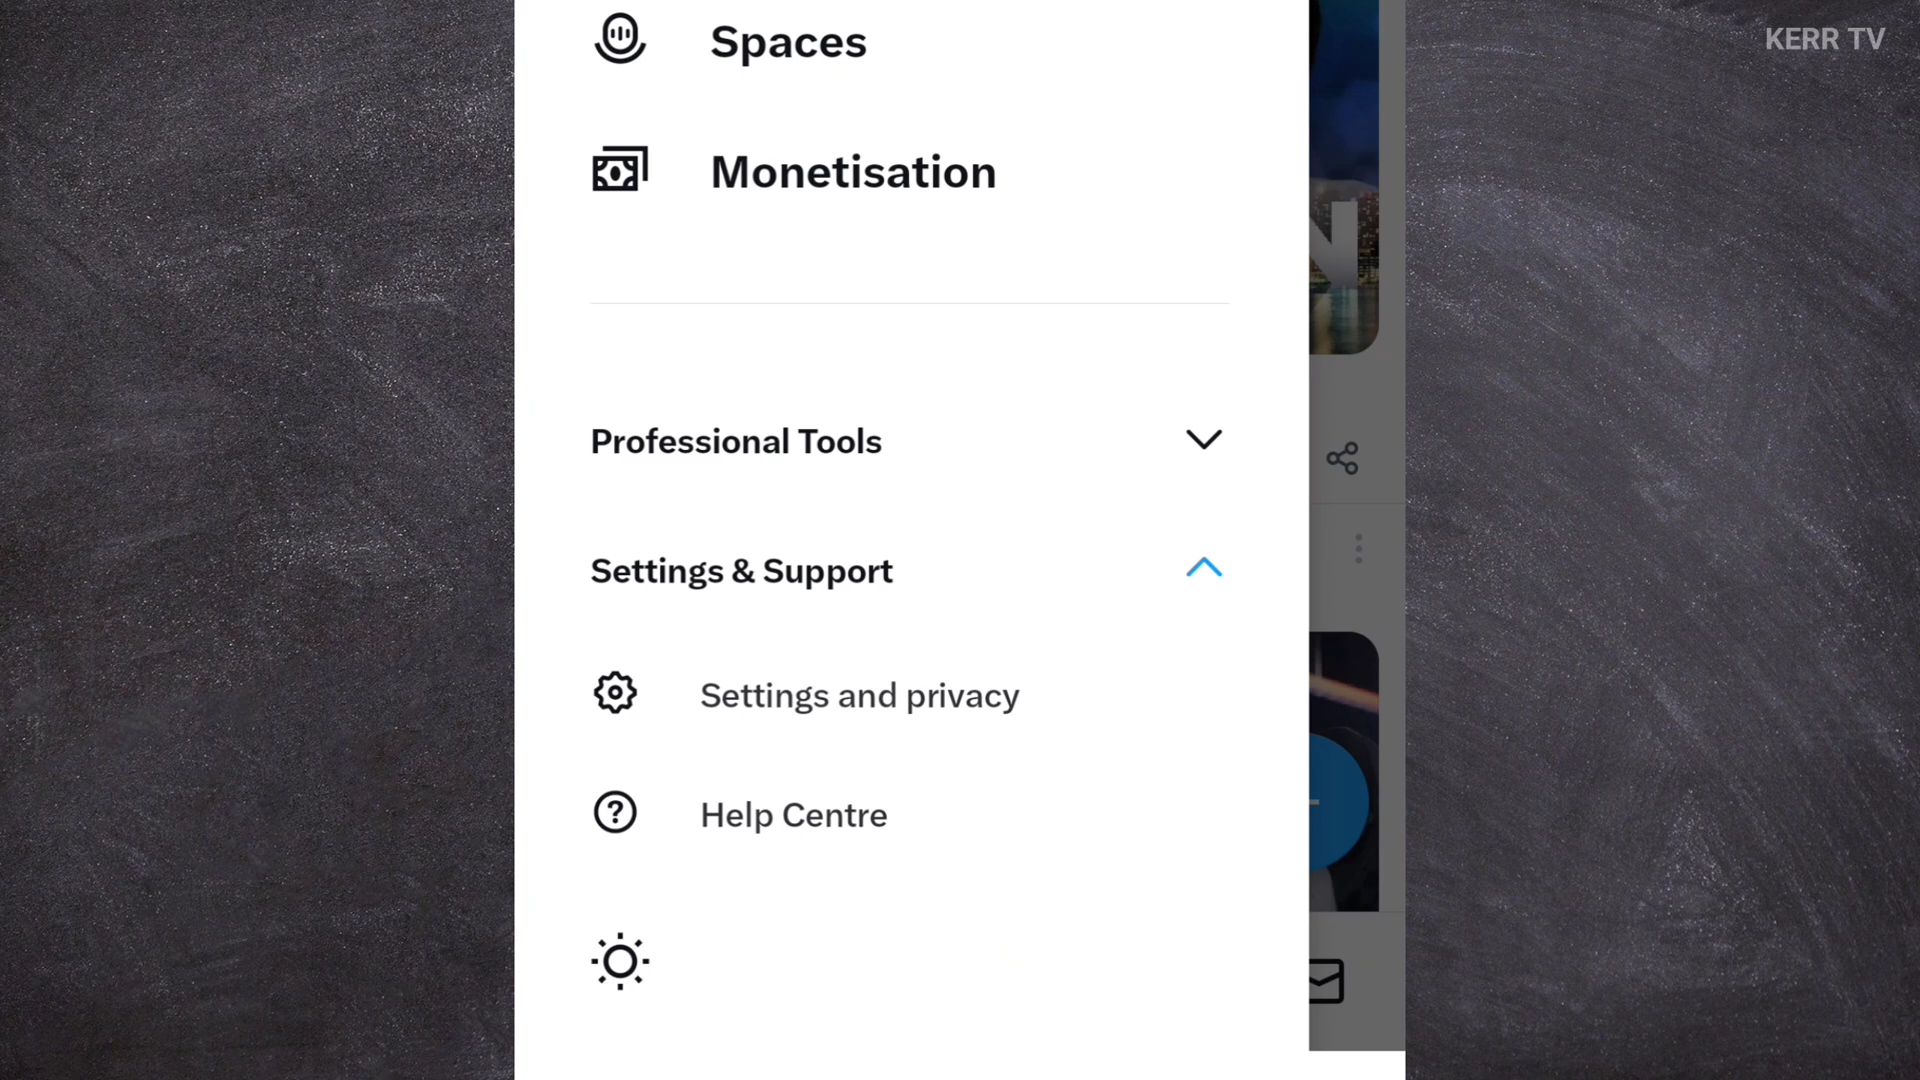 KERR TV
Spaces
Monetisation
N
Professional Tools
Settings & Support
Settings and privacy
Help Centre